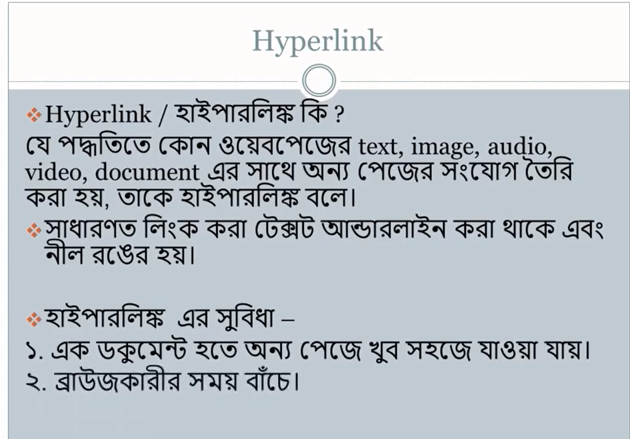 Hyperlink
❖Hyperlink / হাইপারলিঙ্ক কি ?
যে পদ্ধতিতে কোন ওয়েবপেজের text, image, audio,
video, document এর সাথে অন্য পেজের সংযোগ তৈরি
করা হয়, তাকে হাইপারলিঙ্ক বলে।
❖সাধারণত লিংক করা টেক্সট আন্ডারলাইন করা থাকে এবং
নীল রঙের হয়।
❖হাইপারলিঙ্ক এর সুবিধা –
১. এক ডকুমেন্ট হতে অন্য পেজে খুব সহজে যাওয়া যায়।
২. ব্রাউজকারীর সময় বাঁচে।